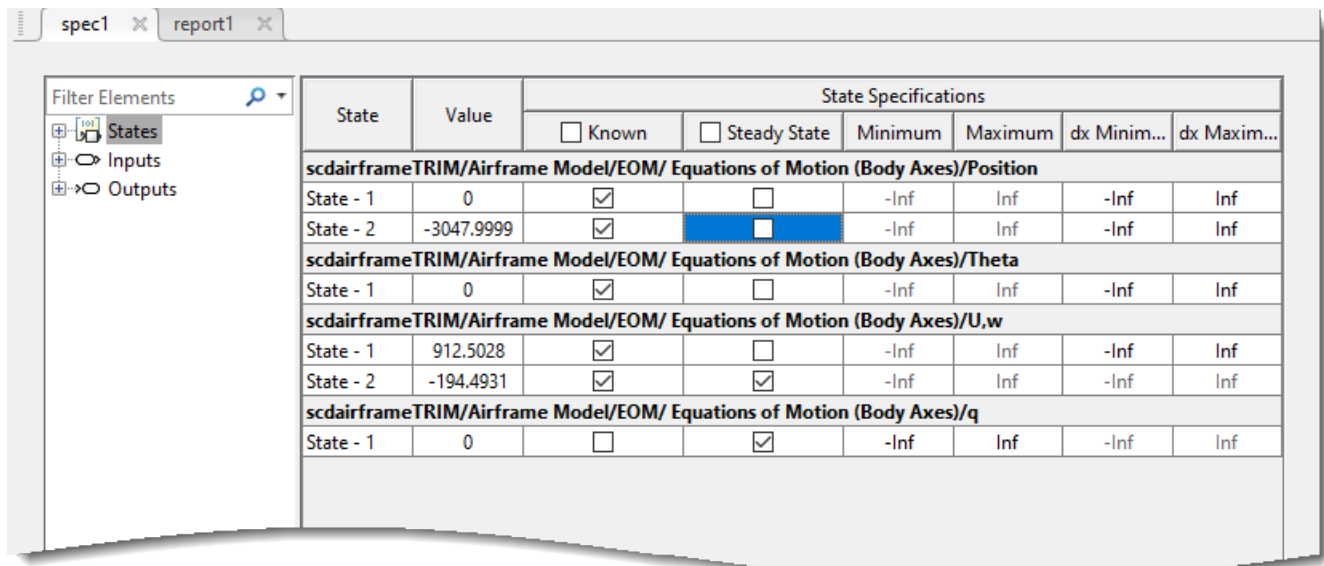 spec1 report1
Filter Elements
States
Inputs
Outputs
State Value State Specifications
Known Steady State Minimum Maximum dx Minim... dx Maxim...
scdairframeTRIM/Airframe Model/EOM/ Equations of Motion (Body Axes)/Position
State - 1 0 -Inf Inf -Inf Inf
State - 2 -3047.9999 -Inf Inf -Inf Inf
scdairframeTRIM/Airframe Model/EOM/ Equations of Motion (Body Axes)/Theta
State - 1 0 -Inf Inf -Inf Inf
scdairframeTRIM/Airframe Model/EOM/ Equations of Motion (Body Axes)/U,w
State - 1 912.5028 -Inf Inf -Inf Inf
State - 2 -194.4931 -Inf Inf -Inf Inf
scdairframeTRIM/Airframe Model/EOM/ Equations of Motion (Body Axes)/q
State - 1 0 -Inf Inf -Inf Inf